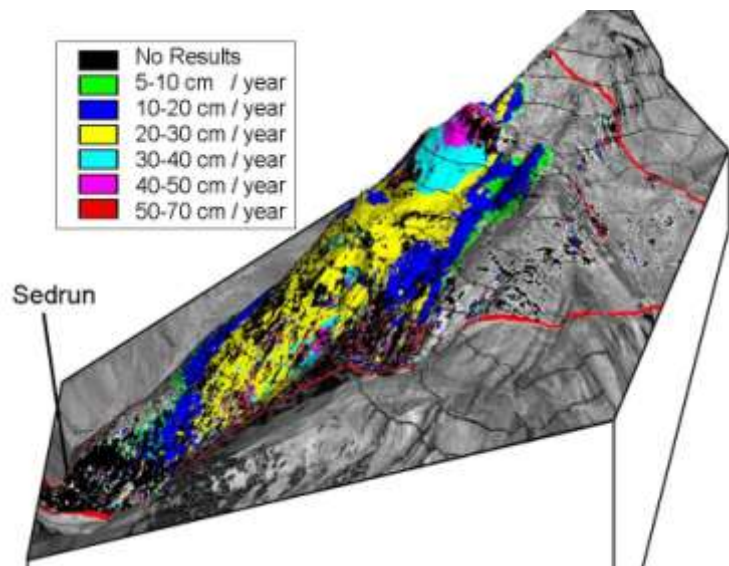 No Results
5-10 cm / year
10-20 cm / year
20-30 cm / year
30-40 cm / year
40-50 cm / year
50-70 cm / year
Sedrun